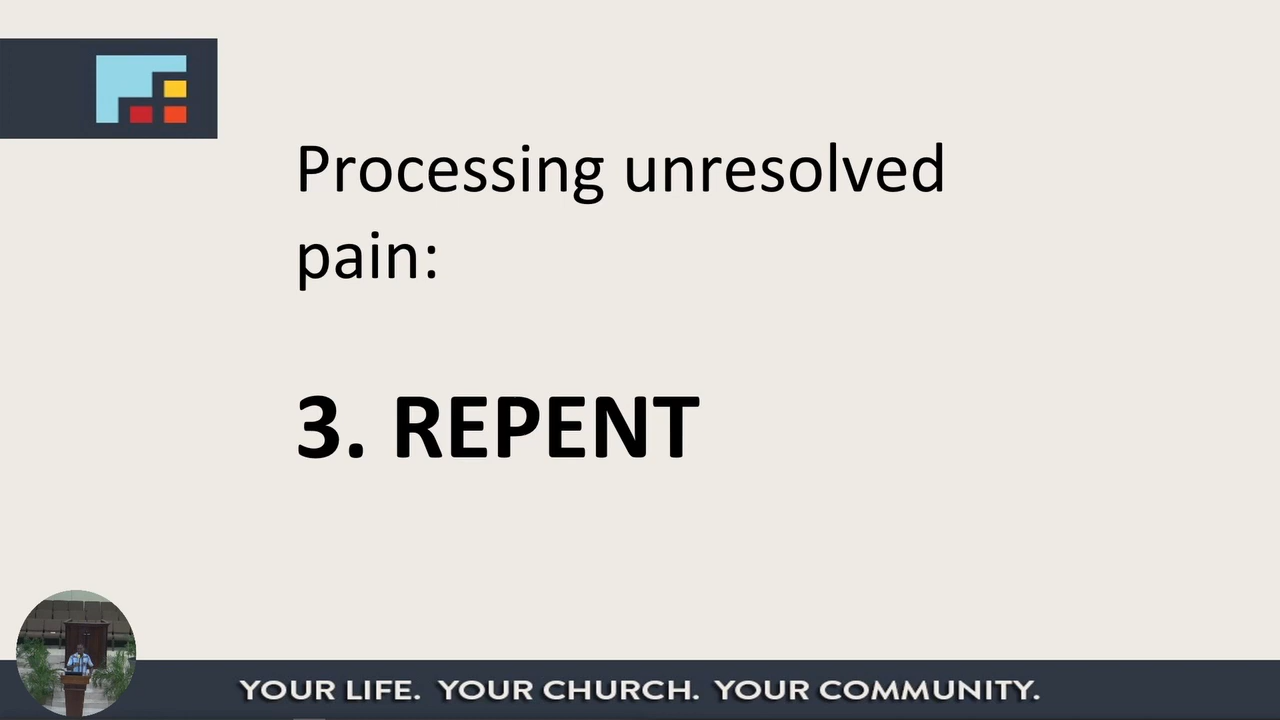 Processing unresolved
pain:
3. REPENT
YOUR LIFE. YOUR CHURCH. YOUR COMMUNITY.